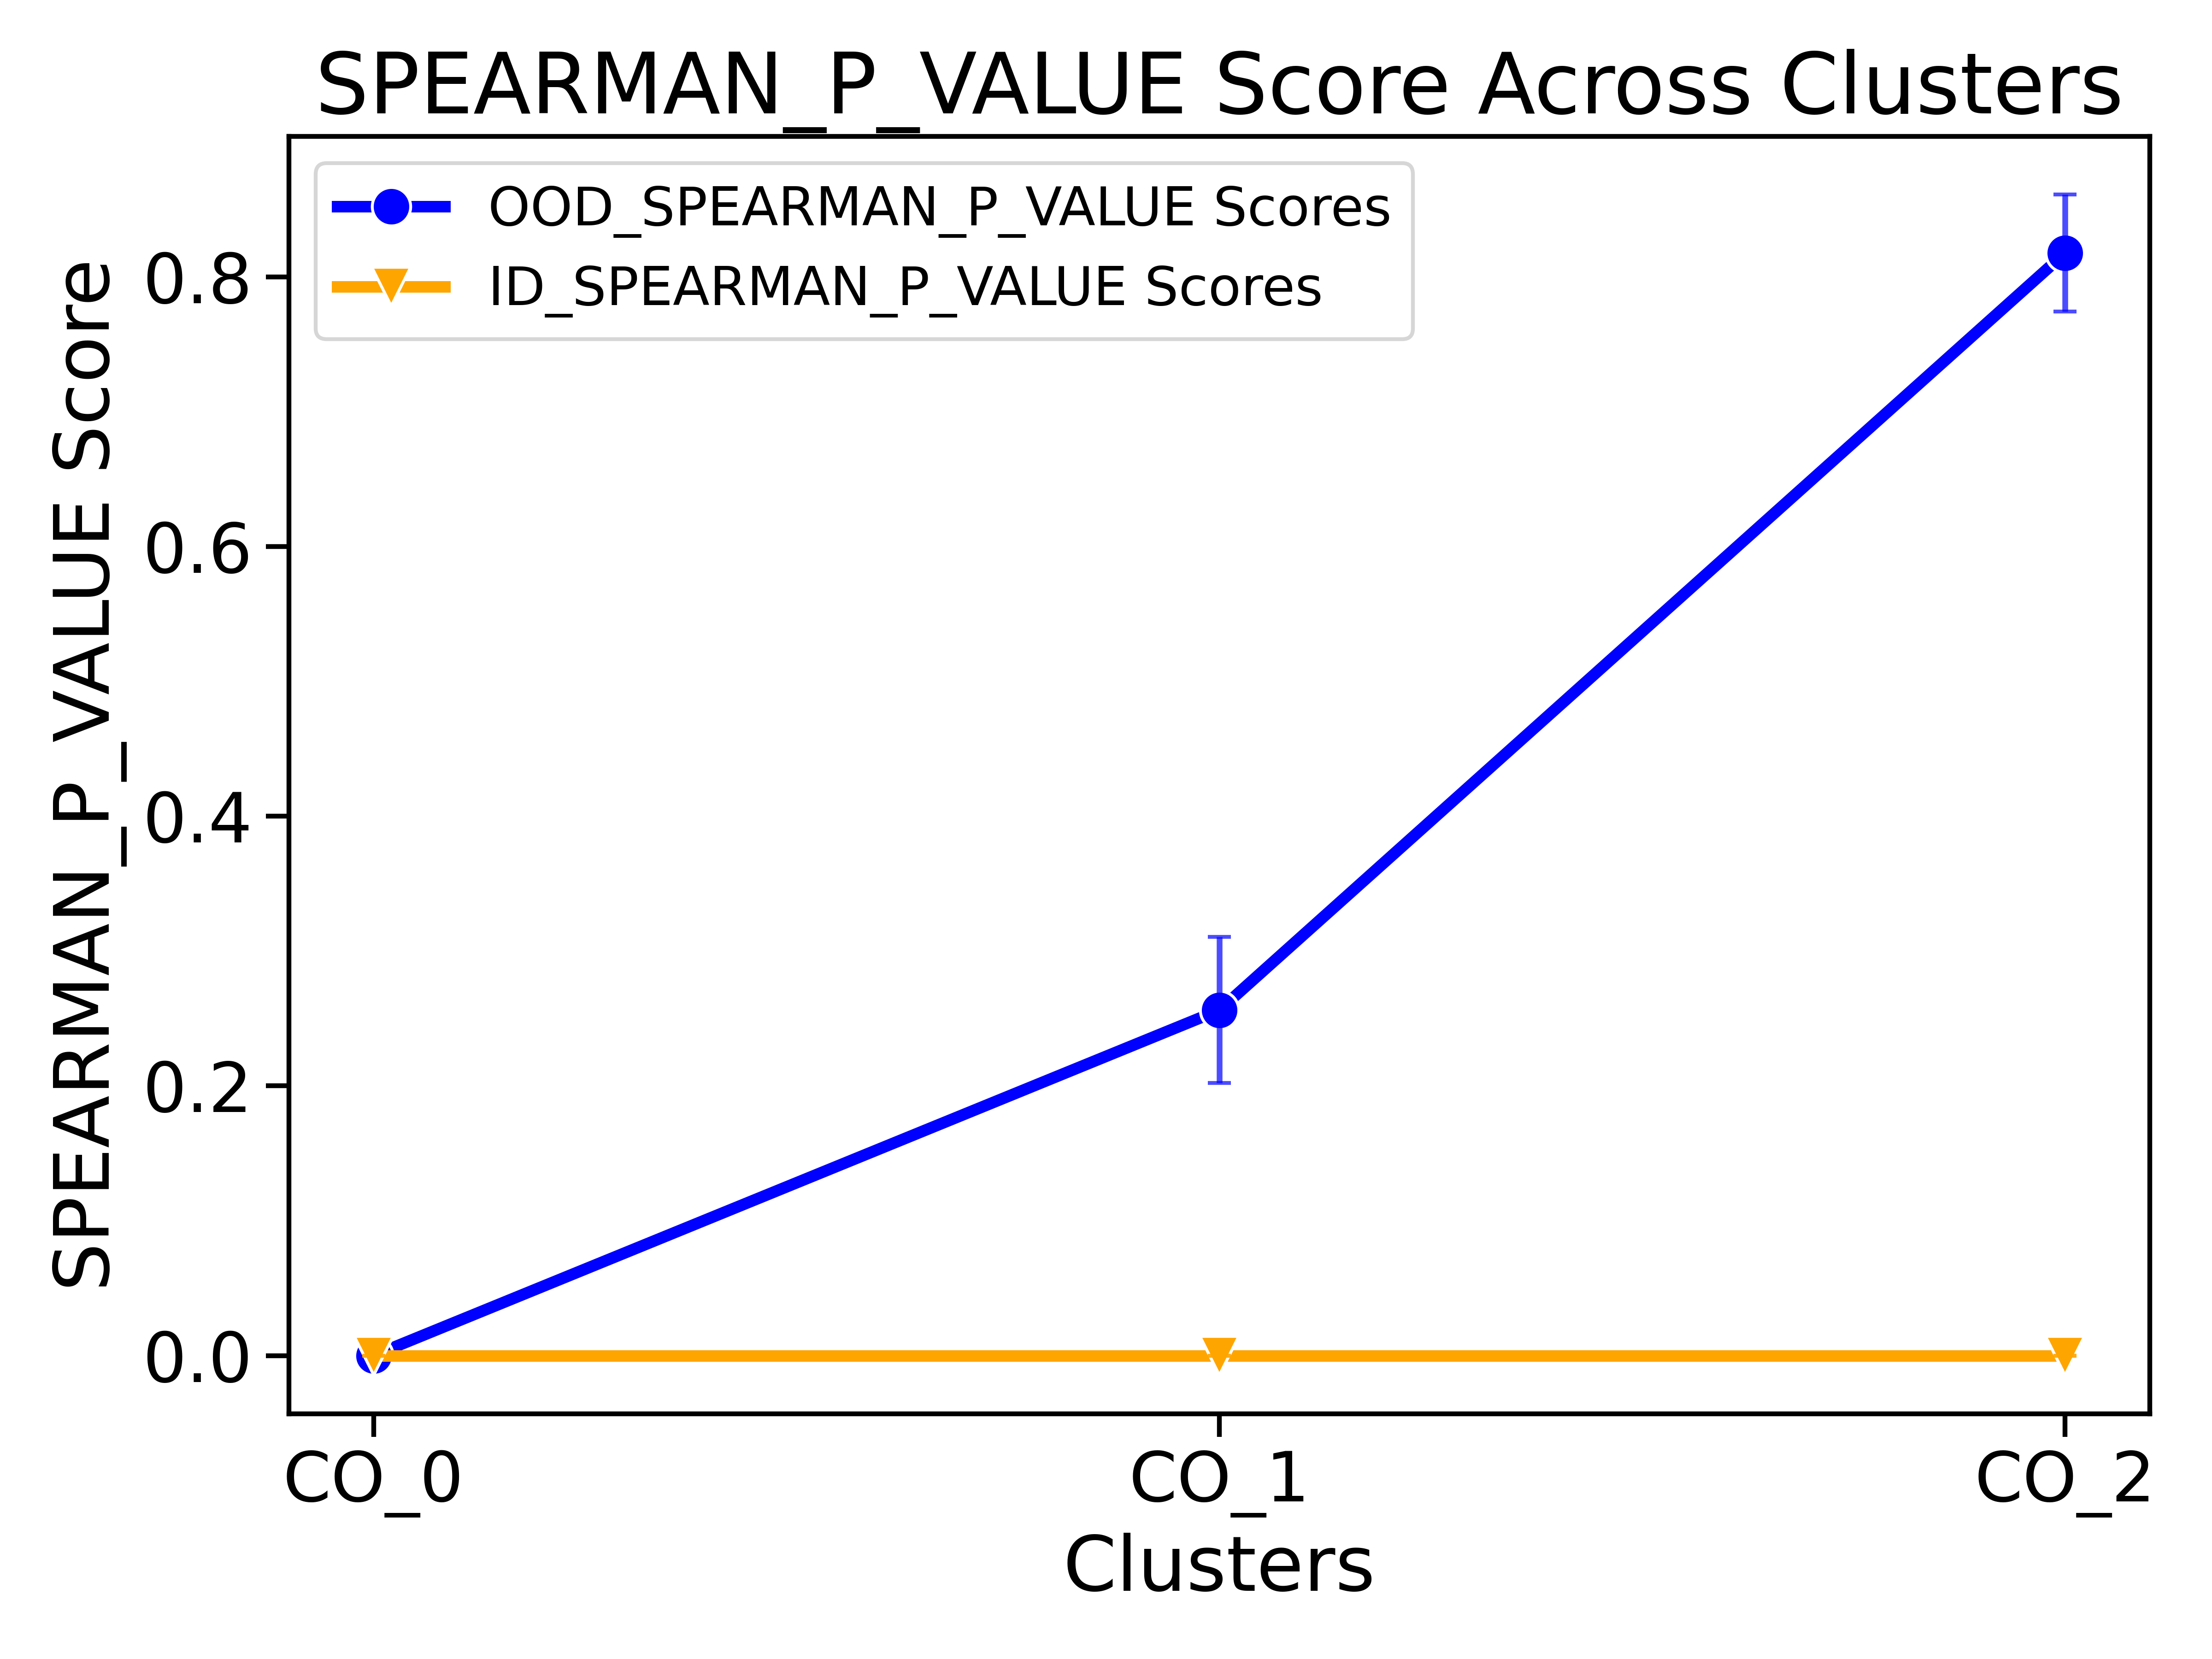 SPEARMAN_P_VALUE Score Across Clusters
OOD_SPEARMAN_P_VALUE Scores
ID_SPEARMAN_P_VALUE Scores
SPEARMAN_P_VALUE Score
0.8
0.6
0.4
0.2
0.0
CO_0
CO_1
CO_2
Clusters